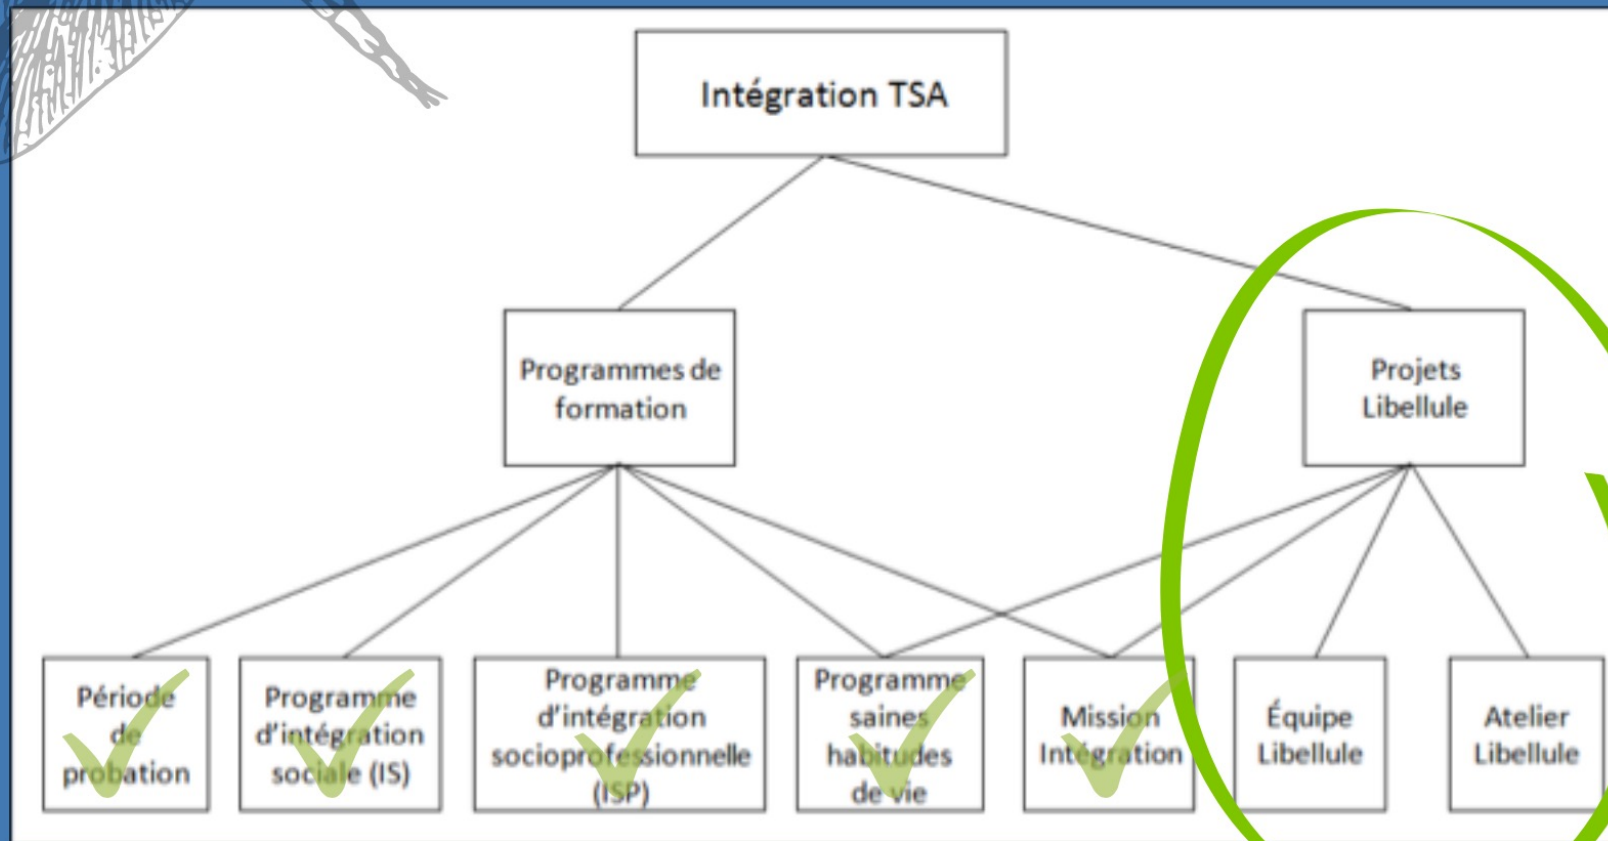 Intégration TSA
Programmes de
formation
Projets
Libellule
Période
de
probation
Programme
d'intégration
sociale (IS)
Programme
d'intégration
socioprofessionnelle
(ISP)
Programme
saines
habitudes
de vie
Mission
Intégration
Équipe
Libellule
Atelier
Libellule